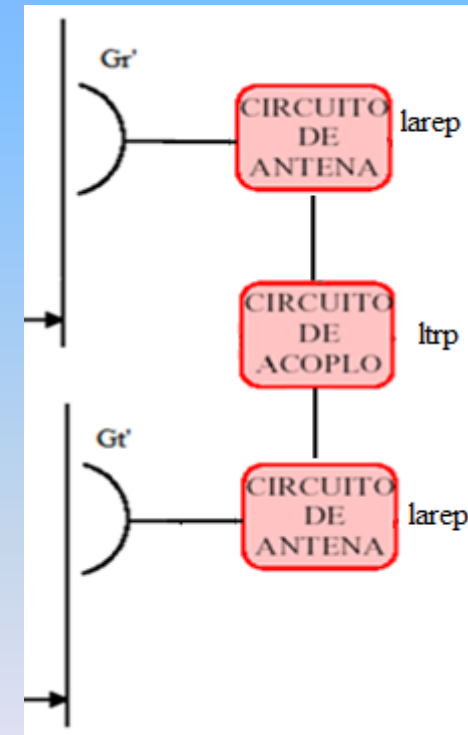 Gr'
CIRCUITO
DE
ANTENA
larep
CIRCUITO
DE
ACOPLO
ltrp
Gt'
CIRCUITO
DE
ANTENA
larep